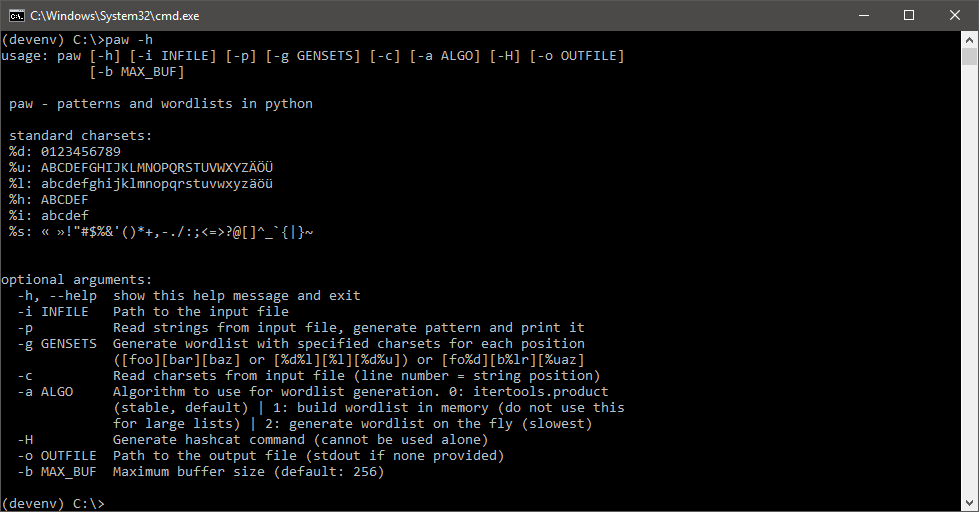 C:\Windows\System32\cmd.exe
(devenv) C:\>paw -h
usage: paw [-h] [-i INFILE] [-p] [-g GENSETS] [-c] [-a ALGO] [-H] [-o OUTFILE]
           [-b MAX_BUF]
 paw - patterns and wordlists in python
 standard charsets:
 %d: 0123456789
 %u: ABCDEFGHIJKLMNOPQRSTUVWXYZÄÖÜ
 %l: abcdefghijklmnopqrstuvwxyzäöü
 %h: ABCDEF
 %i: abcdef
 %s: « »!"#$%&'()*+,-./:;<=>?@[]^_`{|}~
optional arguments:
  -h, --help  show this help message and exit
  -i INFILE   Path to the input file
  -p          Read strings from input file, generate pattern and print it
  -g GENSETS  Generate wordlist with specified charsets for each position
              ([foo][bar][baz] or [%d%l][%l][%d%u]) or [fo%d][b%lr][%uaz]
  -c          Read charsets from input file (line number = string position)
  -a ALGO     Algorithm to use for wordlist generation. 0: itertools.product
              (stable, default) | 1: build wordlist in memory (do not use this
              for large lists) | 2: generate wordlist on the fly (slowest)
  -H          Generate hashcat command (cannot be used alone)
  -o OUTFILE  Path to the output file (stdout if none provided)
  -b MAX_BUF  Maximum buffer size (default: 256)
(devenv) C:\>